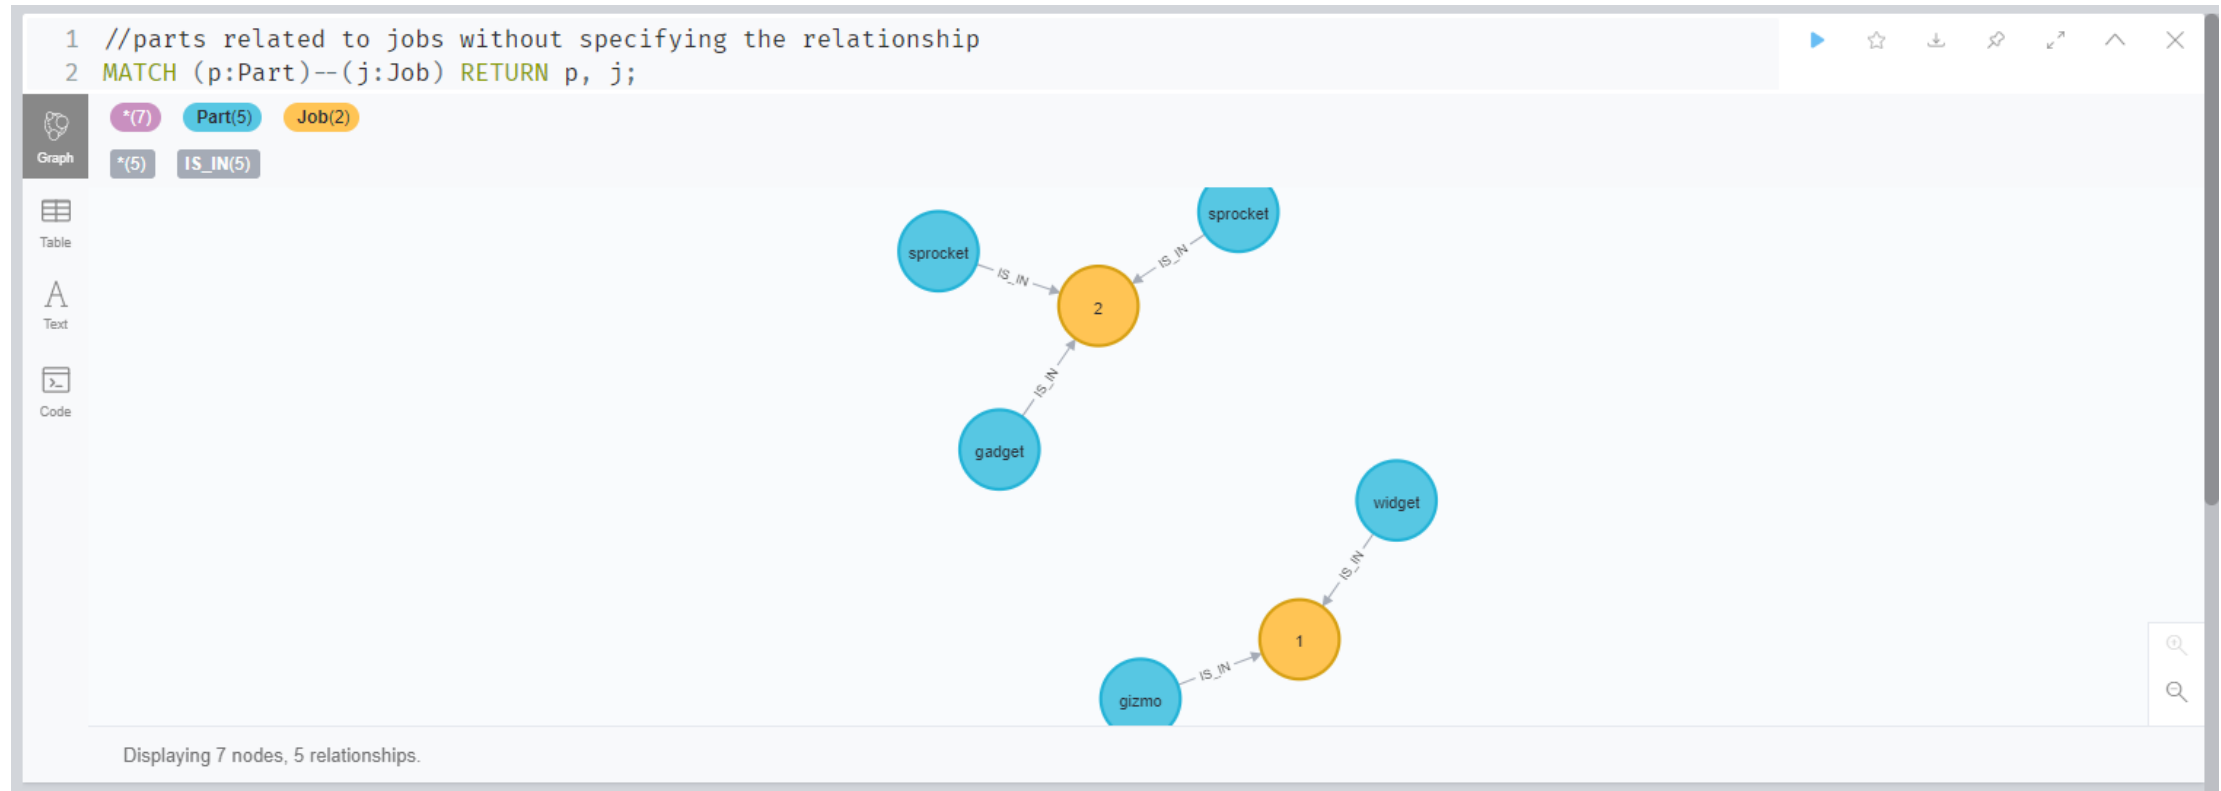 1 //parts related to jobs without specifying the relationship
2 MATCH (p:Part)--(j:Job) RETURN p, j;
Graph
*(7) Part(5) Job(2)
*(5) IS_IN(5)
Table
Text
Code
sprocket
sprocket
IS_IN
IS_IN
2
IS_IN
gadget
widget
IS_IN
1
IS_IN
gizmo
Displaying 7 nodes, 5 relationships.